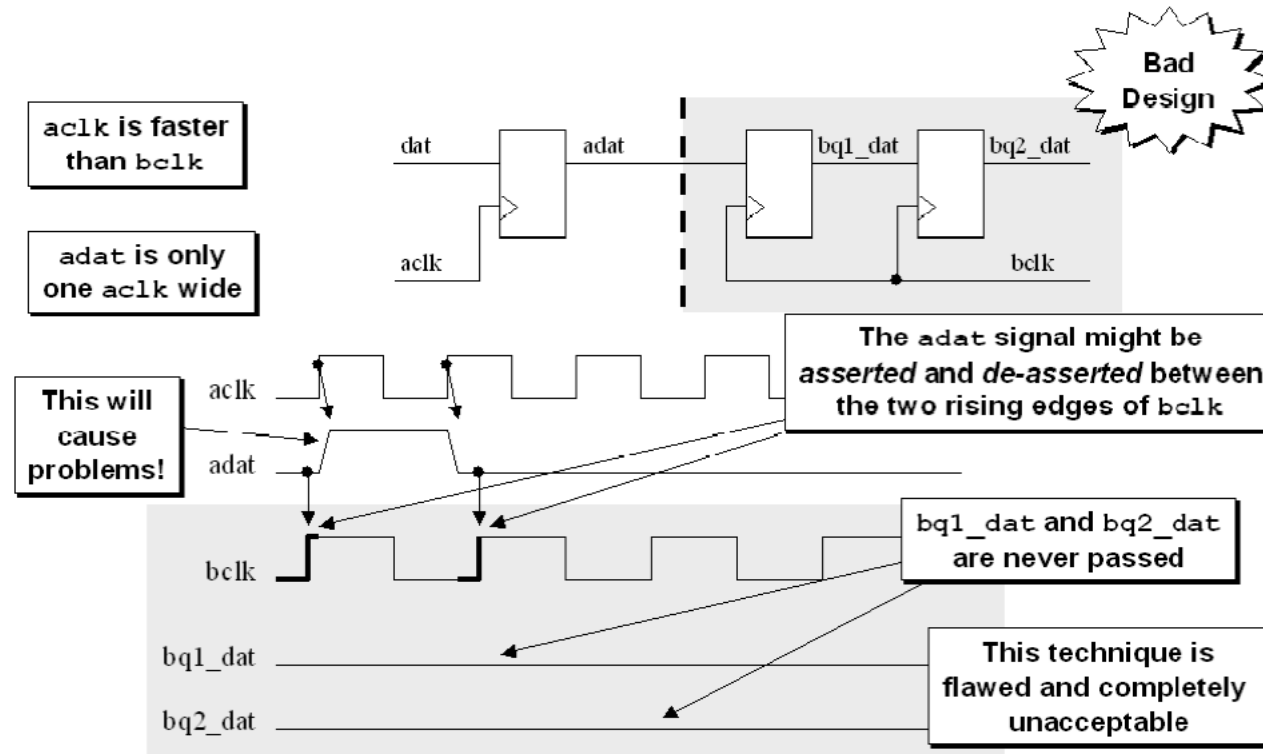 Bad
Design
aclk is faster
than bclk
dat
adat
bq1_dat
bq2_dat
aclk
bclk
adat is only
one aclk wide
The adat signal might be
asserted and de-asserted between
the two rising edges of bclk
This will
cause
problems!
aclk
adat
bq1_dat and bq2_dat
are never passed
bclk
bq1_dat
bq2_dat
This technique is
flawed and completely
unacceptable